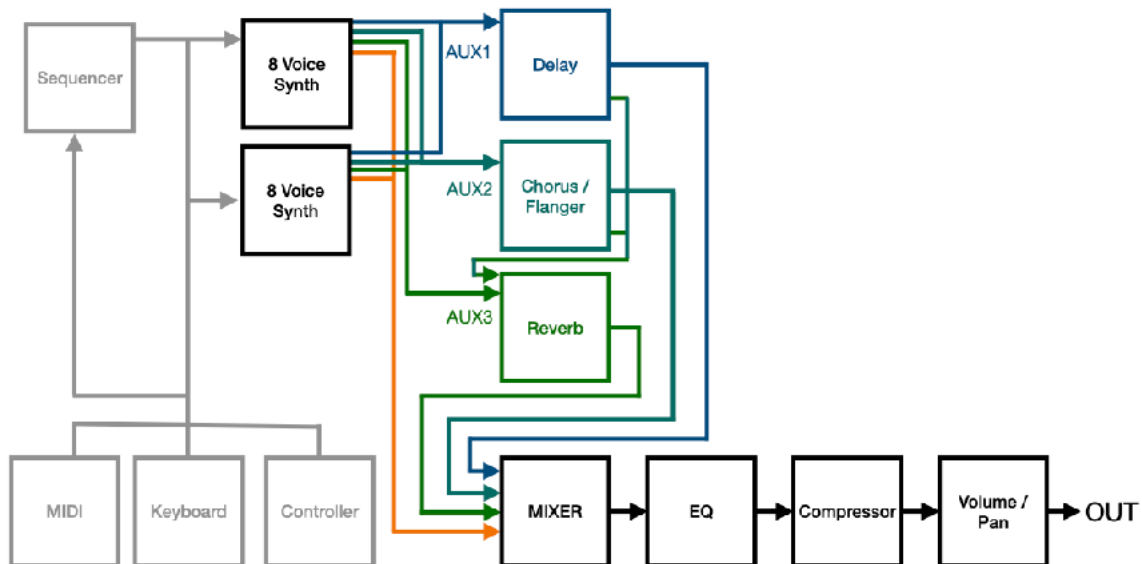 Sequencer
8 Voice
Synth
AUX1
Delay
8 Voice
Synth
AUX2
Chorus /
Flanger
AUX3
Reverb
MIDI
Keyboard
Controller
MIXER
EQ
Compressor
Volume /
Pan
OUT